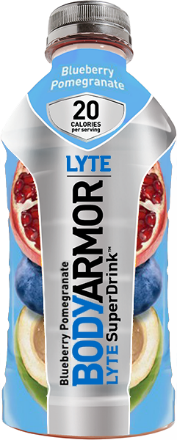 Blueberry
Pomegranate
20
CALORIES
per serving
LYTE
Blueberry Pomegranate
BODYARMOR
LYTE SuperDrink™